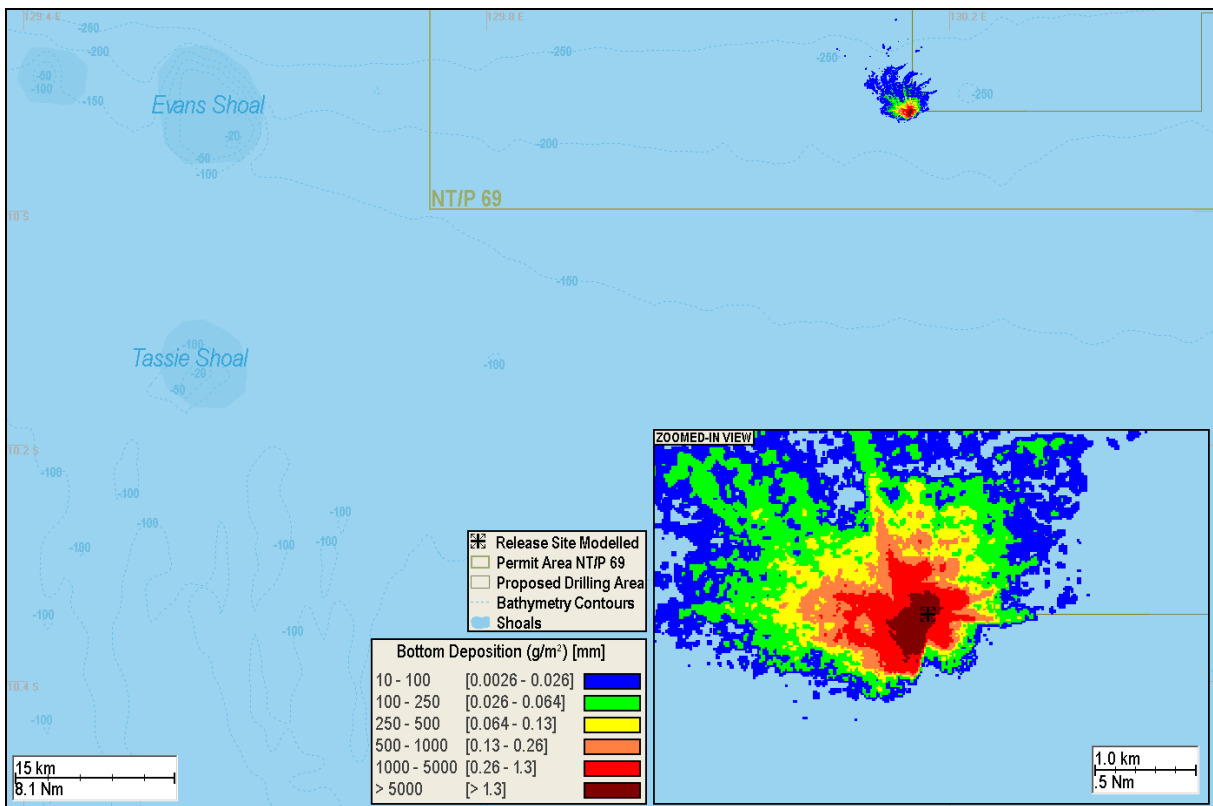 129.4 E
129.8 E
130.2 E
-250
-200
-250
-250
-50
-100
-150
Evans Shoal
-250
-20
-50
-100
-200
NT/P 69
10 S
-150
-100
Tassie Shoal
-20
-50
-100
10.2 S
-100
-100
-100
-100
-100
-100
-100
-100
-100
10.4 S
-100
ZOOMED-IN VIEW
Release Site Modelled
Permit Area NT/P 69
Proposed Drilling Area
Bathymetry Contours
Shoals
Bottom Deposition (g/m²) [mm]
10 - 100 [0.0026 - 0.026]
100 - 250 [0.026 - 0.064]
250 - 500 [0.064 - 0.13]
500 - 1000 [0.13 - 0.26]
1000 - 5000 [0.26 - 1.3]
> 5000 [> 1.3]
15 km
8.1 Nm
1.0 km
.5 Nm